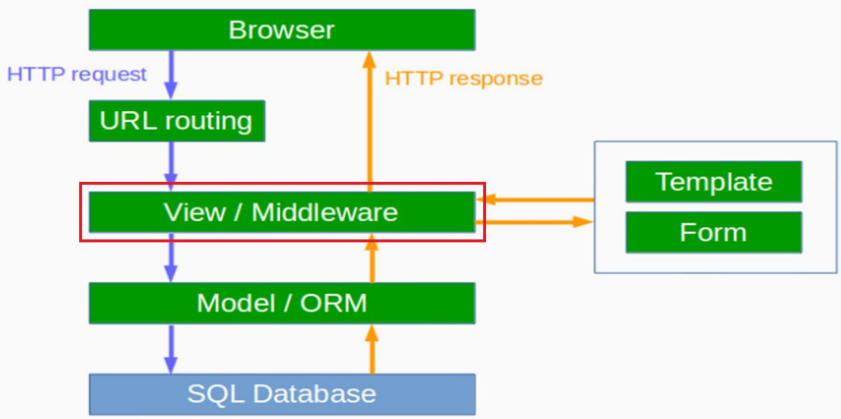 Browser
HTTP request
HTTP response
URL routing
View / Middleware
Template
Form
Model / ORM
SQL Database